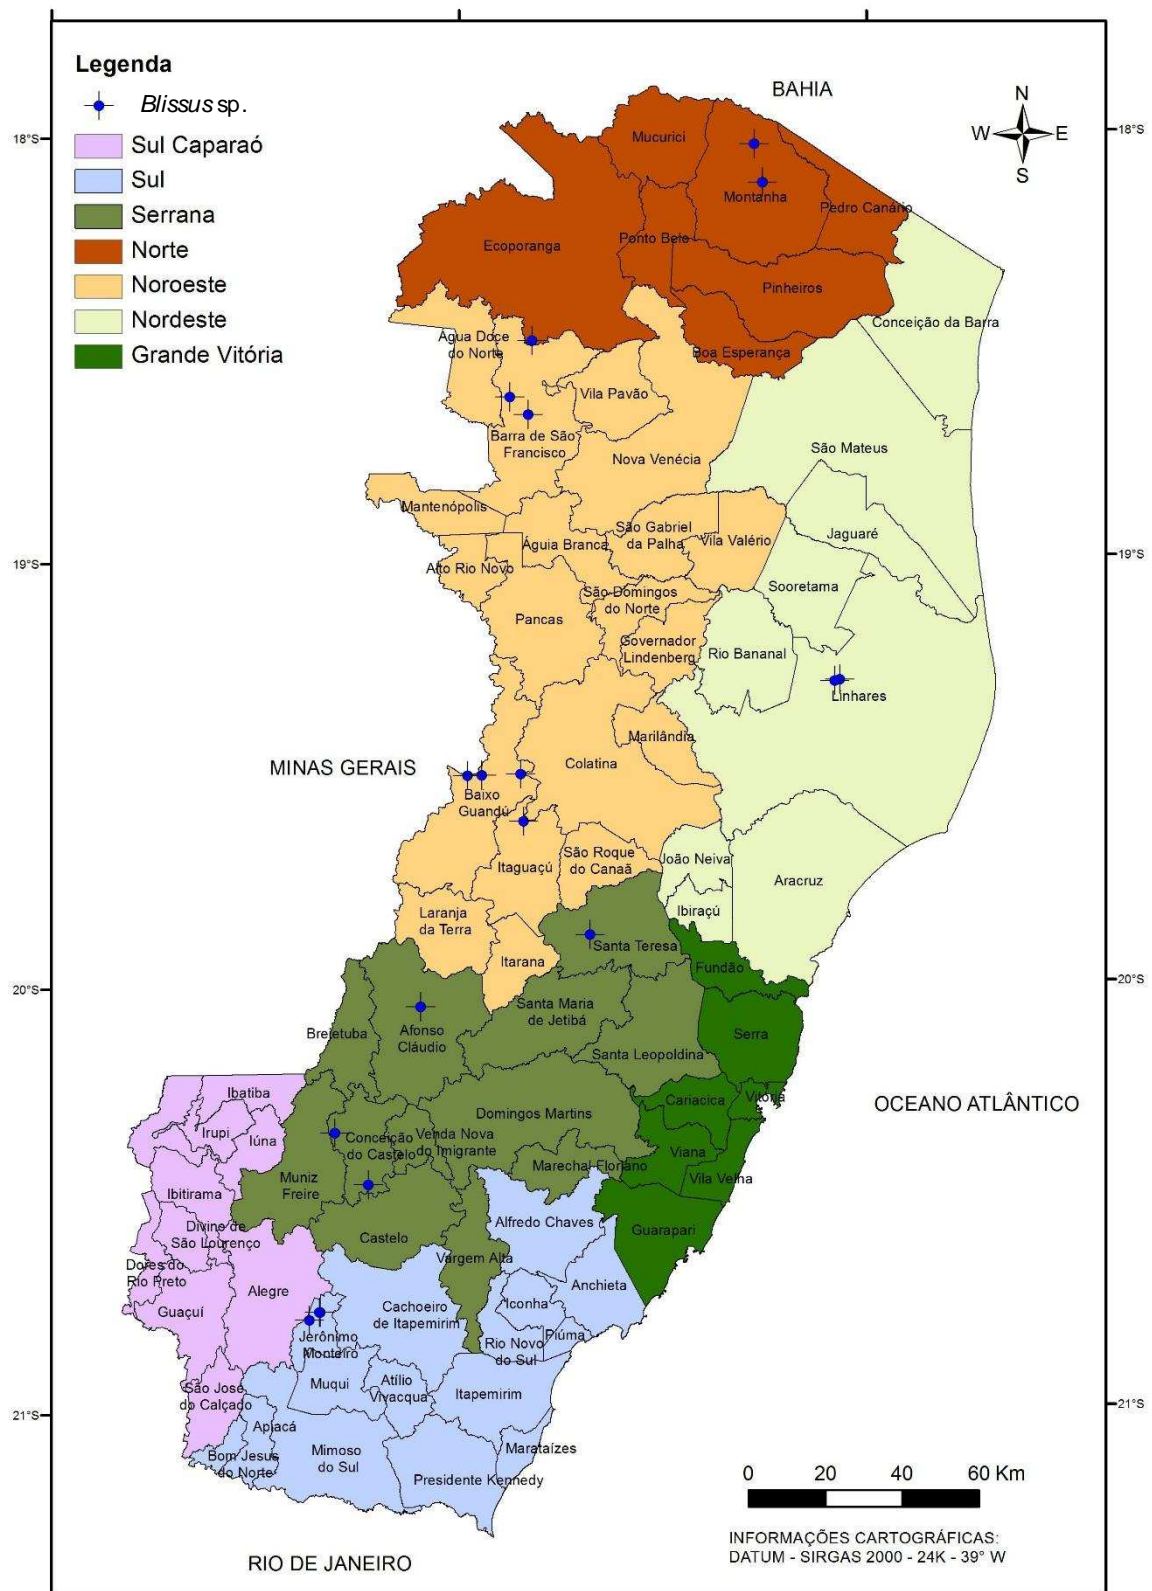 Legenda
Blissus sp.
Sul Caparaó
Sul
Serrana
Norte
Noroeste
Nordeste
Grande Vitória
BAHIA
N
W
E
S
18°S
18°S
Mucurici
Montanha
Pedro Canário
Ecoporanga
Ponto Belo
Pinheiros
Conceição da Barra
Água Doce
do Norte
Boa Esperança
Vila Pavão
Barra de São
Francisco
Nova Venécia
São Mateus
Mantenópolis
São Gabriel
da Palha
Águia Branca
Vila Valério
Jaguaré
19°S
19°S
Alto Rio Novo
Sooretama
São Domingos
do Norte
Pancas
Governador
Lindenberg
Rio Bananal
Linhares
Marilândia
MINAS GERAIS
Colatina
Baixo
Guandú
São Roque
do Canaã
João Neiva
Itaguaçú
Aracruz
Laranja
da Terra
Ibiraçú
Santa Teresa
Itarana
Fundão
20°S
20°S
Santa Maria
de Jetibá
Brejetuba
Afonso
Cláudio
Serra
Santa Leopoldina
Ibatiba
Cariacica
Vitória
OCEANO ATLÂNTICO
Irupi
Iúna
Conceição
do Castelo
Venda Nova
do Imigrante
Domingos Martins
Viana
Marechal Floriano
Muniz
Freire
Vila Velha
Ibitirama
Alfredo Chaves
Guarapari
Divino de
São Lourenço
Castelo
Vargem Alta
Dores do
Rio Preto
Alegre
Anchieta
Guaçuí
Cachoeiro
de Itapemirim
Iconha
Jerônimo
Monteiro
Rio Novo
do Sul
Piúma
São José
do Calçado
Muqui
Atílio
Vivacqua
Itapemirim
21°S
21°S
Apiacá
Bom Jesus
do Norte
Mimoso
do Sul
Marataízes
Presidente Kennedy
0 20 40 60 Km
INFORMAÇÕES CARTOGRÁFICAS:
DATUM - SIRGAS 2000 - 24K - 39° W
RIO DE JANEIRO